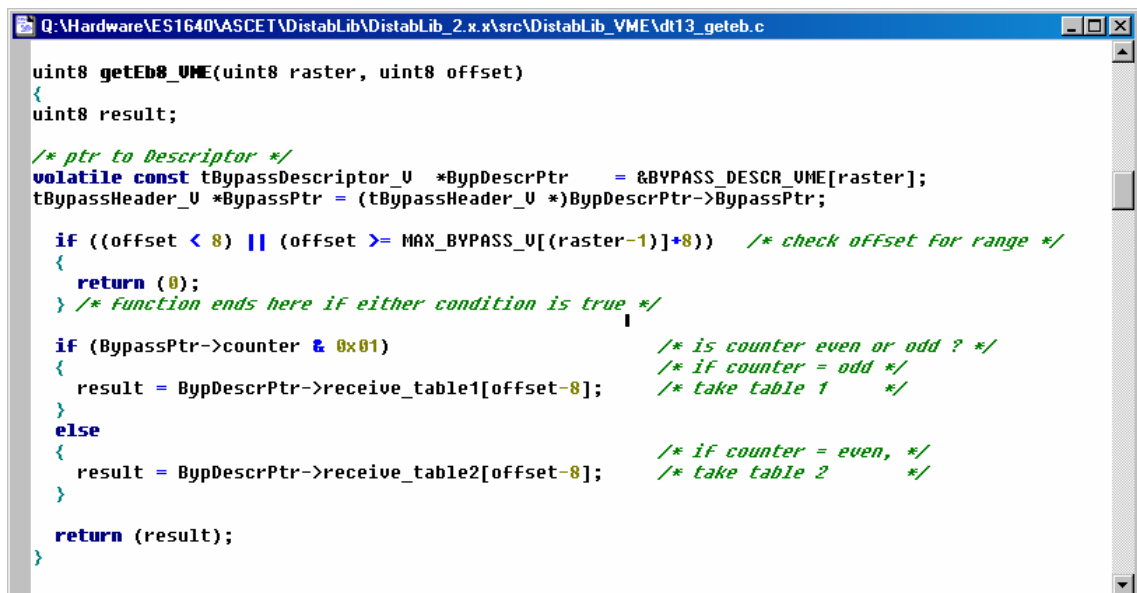 Q:\Hardware\ES1640\ASCET\DistabLib\DistabLib_2.x.x\src\DistabLib_VME\dt13_geteb.c
uint8 getEb8_VME(uint8 raster, uint8 offset)
{
uint8 result;
/* ptr to Descriptor */
volatile const tBypassDescriptor_V  *BypDescrPtr    = &BYPASS_DESCR_VME[raster];
tBypassHeader_V *BypassPtr = (tBypassHeader_V *)BypDescrPtr->BypassPtr;
if ((offset < 8) || (offset >= MAX_BYPASS_V[(raster-1)]+8))   /* check offset for range */
{
return (0);
} /* Function ends here if either condition is true */
if (BypassPtr->counter & 0x01)                      /* is counter even or odd ? */
{                                                 /* if counter = odd */
result = BypDescrPtr->receive_table1[offset-8];     /* take table 1     */
}
else
{                                                 /* if counter = even, */
result = BypDescrPtr->receive_table2[offset-8];     /* take table 2       */
}
return (result);
}